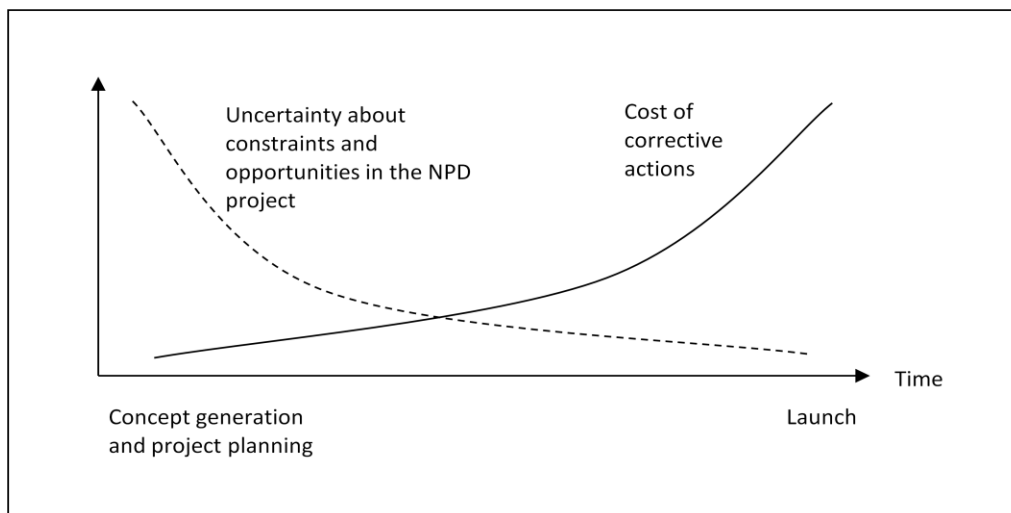 Uncertainty about
constraints and
opportunities in the NPD
project
Cost of
corrective
actions
Time
Concept generation
and project planning
Launch